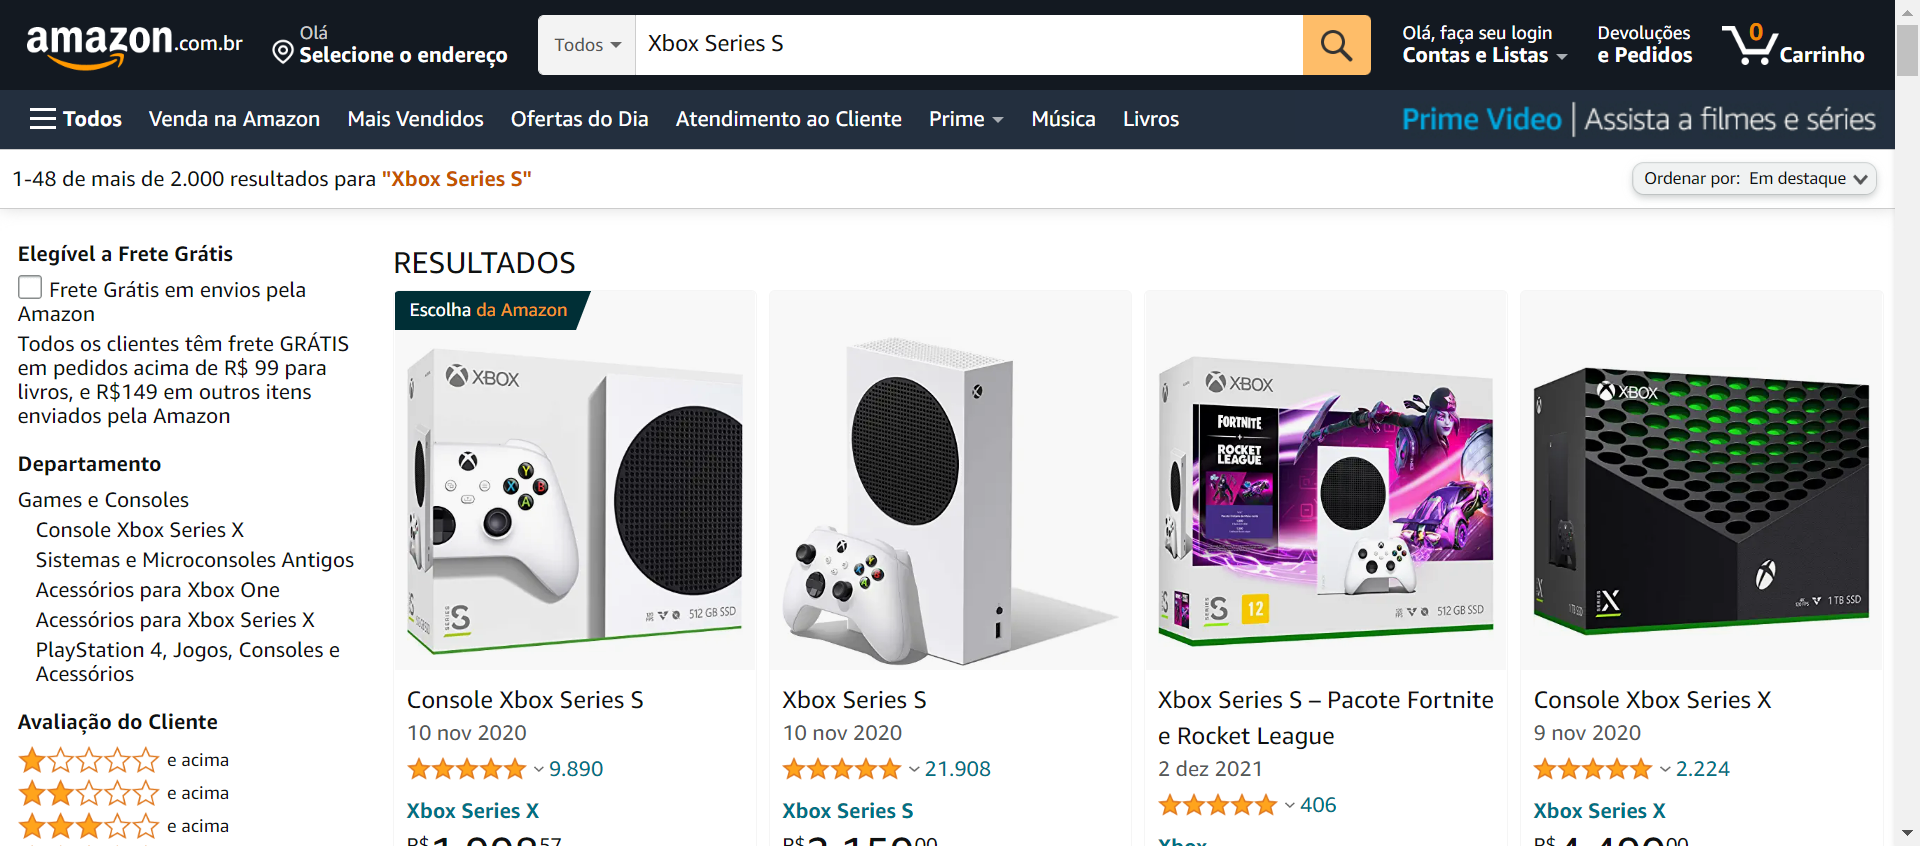 amazon.com.br
Olá
Selecione o endereço
Todos
Xbox Series S
Olá, faça seu login
Contas e Listas
Devoluções
e Pedidos
0
Carrinho
Todos
Venda na Amazon
Mais Vendidos
Ofertas do Dia
Atendimento ao Cliente
Prime
Música
Livros
Prime Video | Assista a filmes e séries
1-48 de mais de 2.000 resultados para "Xbox Series S"
Ordenar por: Em destaque
Elegível a Frete Grátis
Frete Grátis em envios pela
Amazon
Todos os clientes têm frete GRÁTIS
em pedidos acima de R$ 99 para
livros, e R$149 em outros itens
enviados pela Amazon
Departamento
Games e Consoles
Console Xbox Series X
Sistemas e Microconsoles Antigos
Acessórios para Xbox One
Acessórios para Xbox Series X
PlayStation 4, Jogos, Consoles e
Acessórios
Avaliação do Cliente
e acima
e acima
e acima
RESULTADOS
Escolha da Amazon
XBOX
Y
X
B
A
SERIES
S
512 GB SSD
Console Xbox Series S
10 nov 2020
9.890
Xbox Series X
Xbox Series S
10 nov 2020
21.908
Xbox Series S
XBOX
FORTNITE
+
ROCKET
LEAGUE
SERIES
S
12
512 GB SSD
Xbox Series S – Pacote Fortnite
e Rocket League
2 dez 2021
406
Xbox
XBOX
SERIES
X
1 TB SSD
Console Xbox Series X
9 nov 2020
2.224
Xbox Series X